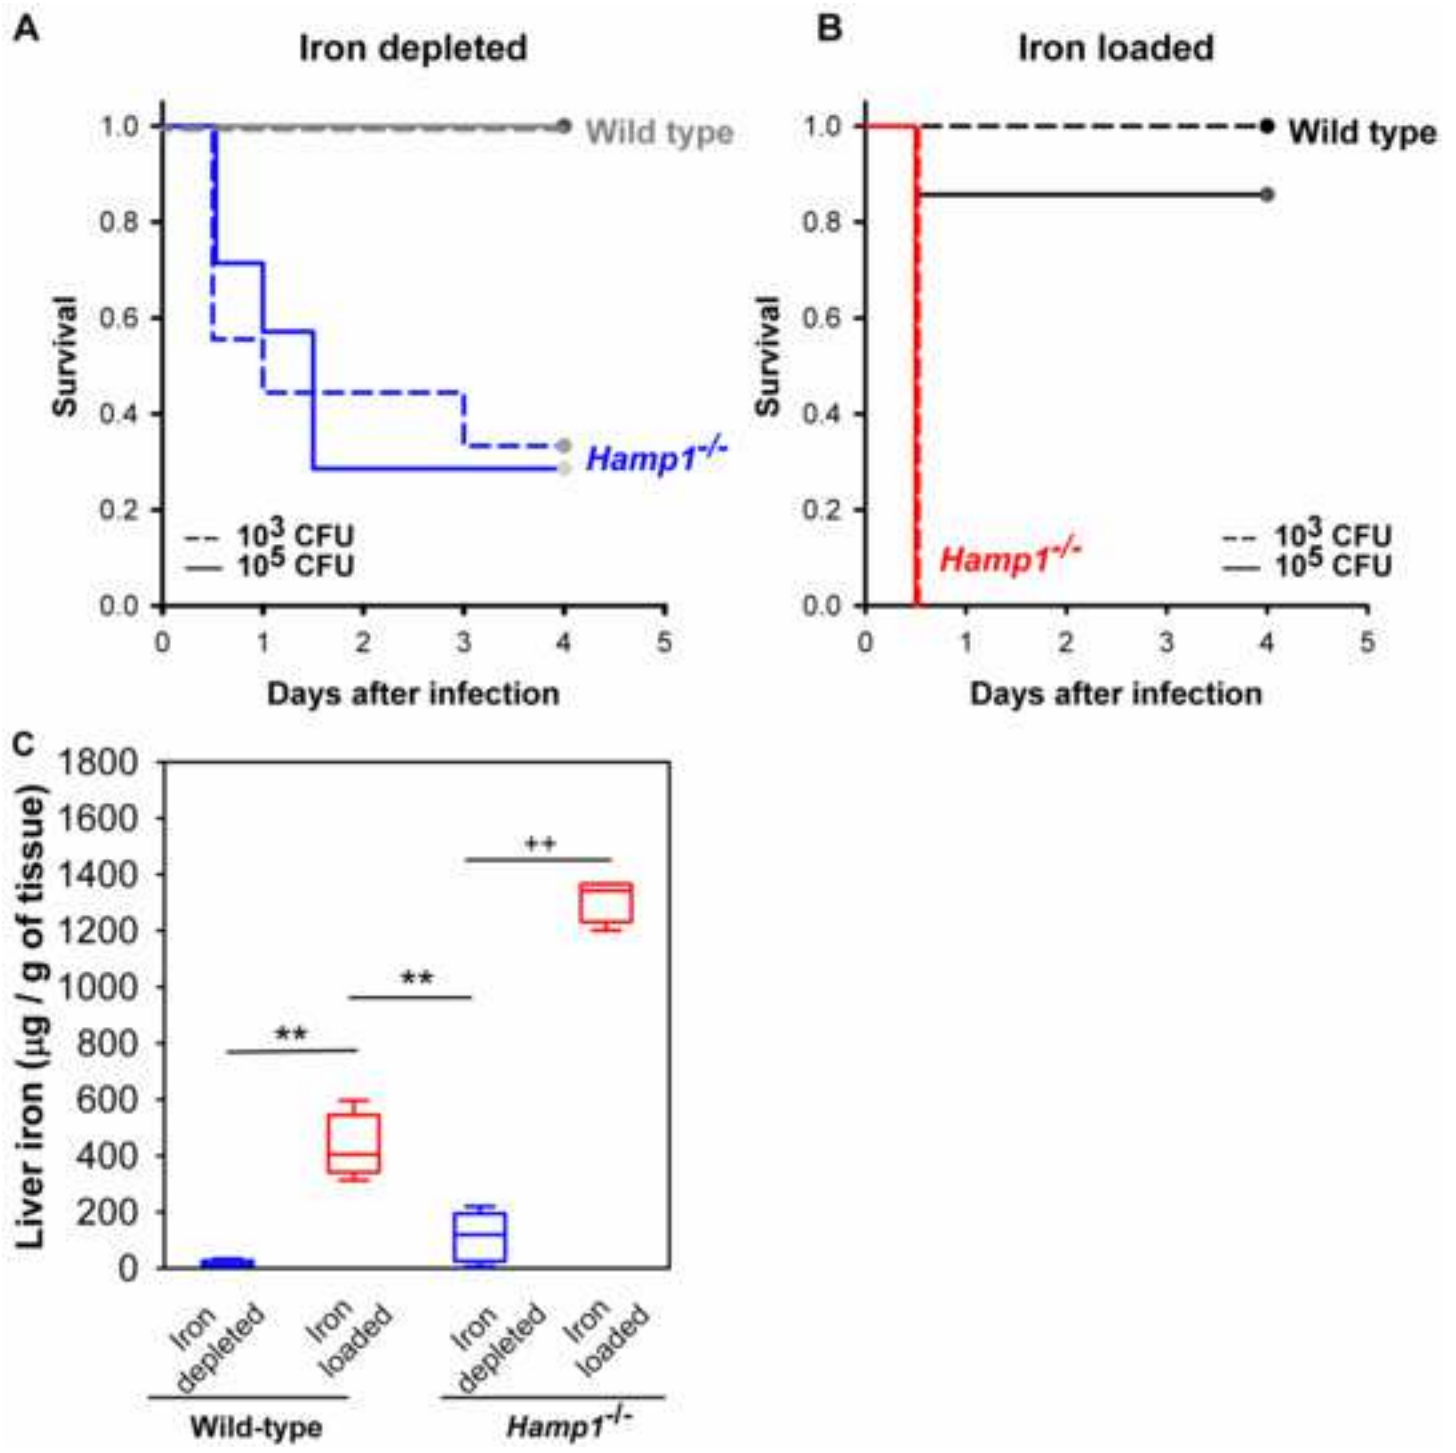 A
Iron depleted
1.0
0.8
0.6
0.4
0.2
0.0
Survival
Wild type
Hamp1-/-
10³ CFU
10⁵ CFU
0 1 2 3 4 5
Days after infection
B
Iron loaded
1.0
0.8
0.6
0.4
0.2
0.0
Survival
Wild type
Hamp1-/-
10³ CFU
10⁵ CFU
0 1 2 3 4 5
Days after infection
C
1800
1600
1400
1200
1000
800
600
400
200
0
Liver iron (µg / g of tissue)
**
**
++
Iron
depleted
Iron
loaded
Iron
depleted
Iron
loaded
Wild-type
Hamp1-/-